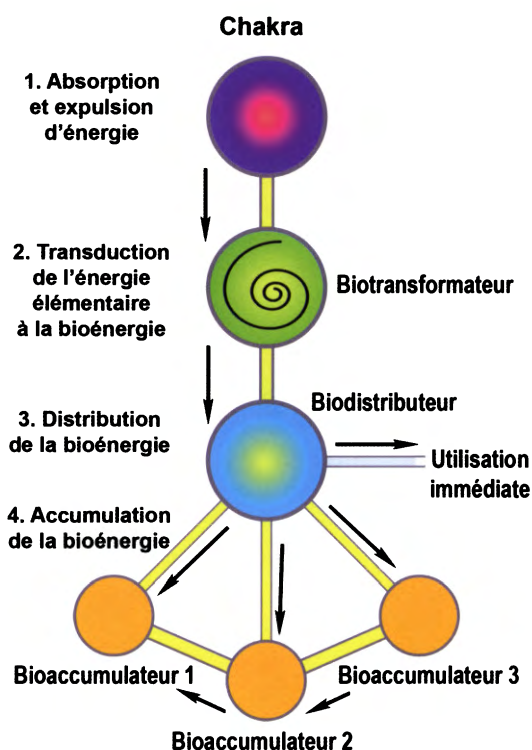 Chakra
1. Absorption
et expulsion
d'énergie
2. Transduction
de l'énergie
élémentaire
à la bioénergie
Biotransformateur
Biodistributeur
3. Distribution
de la bioénergie
Utilisation
immédiate
4. Accumulation
de la bioénergie
Bioaccumulateur 1
Bioaccumulateur 3
Bioaccumulateur 2